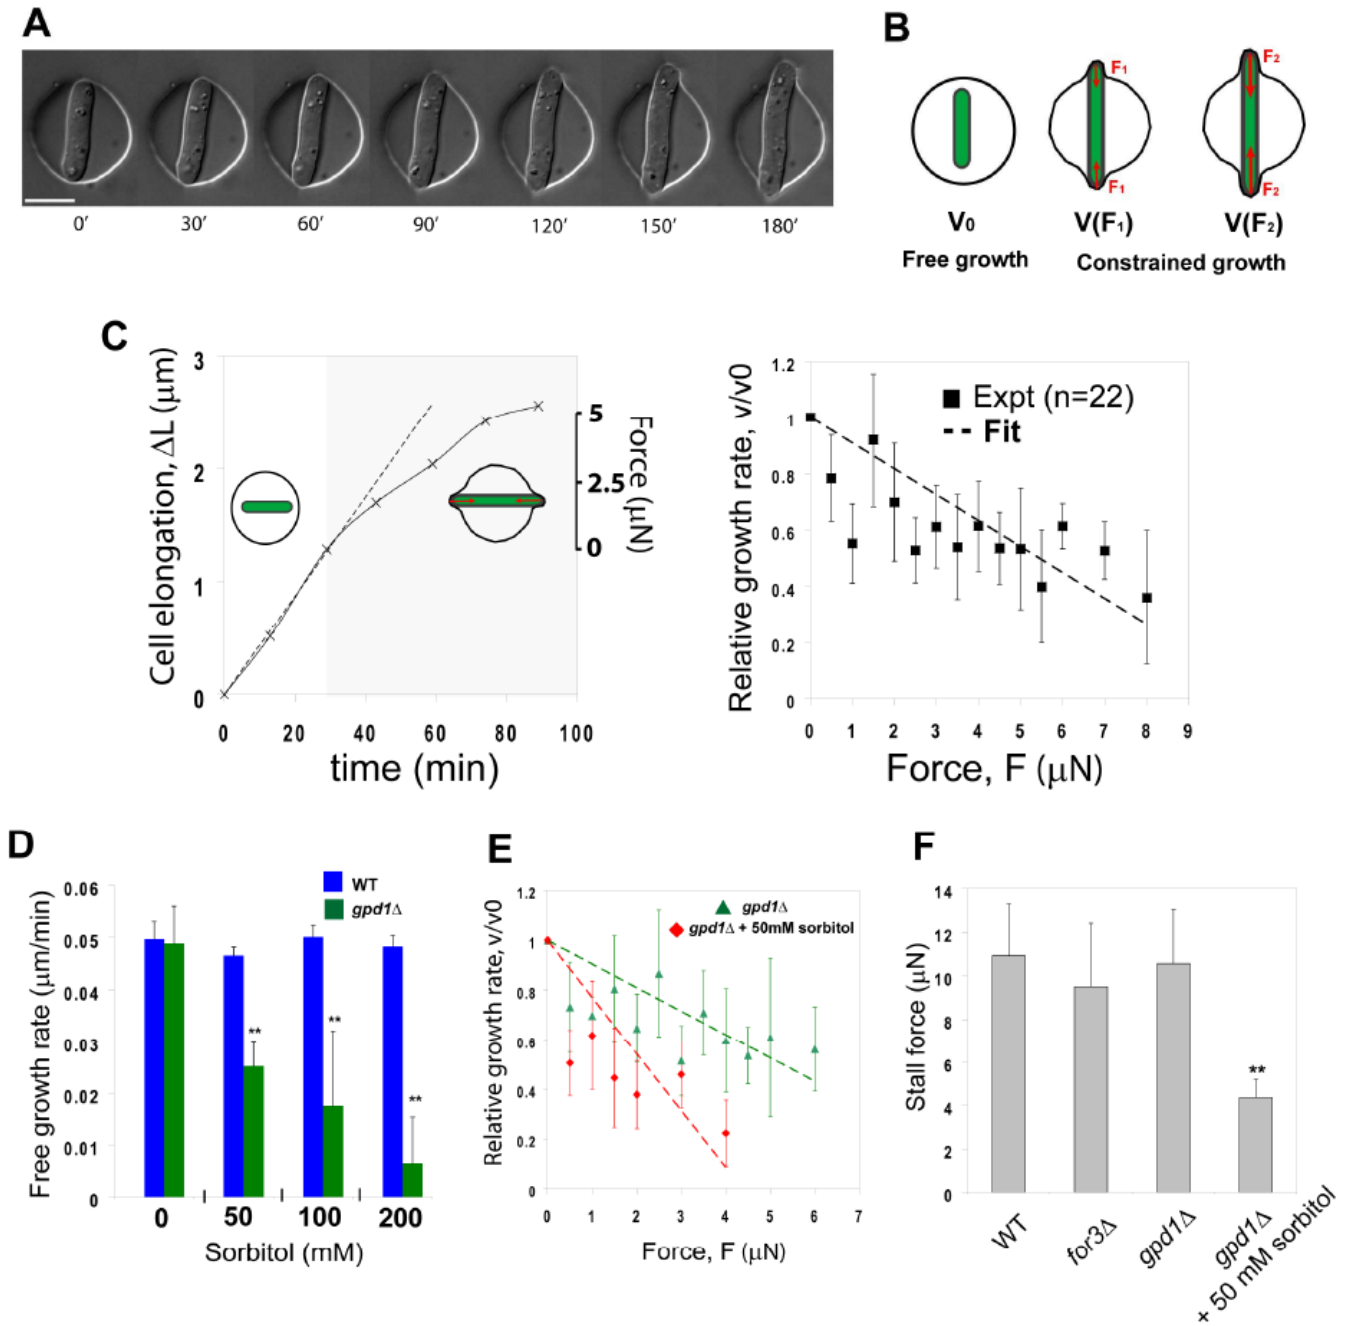 A
0′ 30′ 60′ 90′ 120′ 150′ 180′
B
F₁ F₂
F₁ F₂
V₀ V(F₁) V(F₂)
Free growth Constrained growth
C
Cell elongation, ΔL (μm)
3
2
1
0
0 20 40 60 80 100
time (min)
5
2.5
0
Force (μN)
Relative growth rate, v/v0
1.2
1
0.8
0.6
0.4
0.2
0
Expt (n=22)
Fit
0 1 2 3 4 5 6 7 8 9
Force, F (μN)
D
Free growth rate (μm/min)
0.06
0.05
0.04
0.03
0.02
0.01
0
WT
gpd1Δ
**
**
**
0 50 100 200
Sorbitol (mM)
E
Relative growth rate, v/v0
1.2
1
0.8
0.6
0.4
0.2
0
gpd1Δ
gpd1Δ + 50mM sorbitol
0 1 2 3 4 5 6 7
Force, F (μN)
F
Stall force (μN)
14
12
10
8
6
4
2
0
**
WT
for3Δ
gpd1Δ
gpd1Δ
+ 50 mM sorbitol